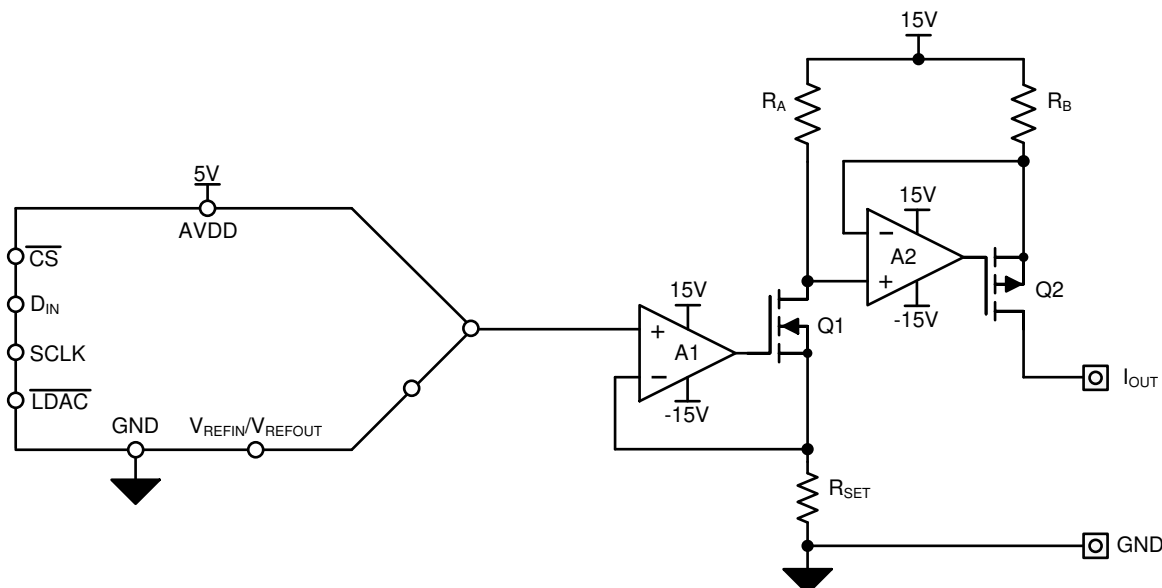 15V
R_A
R_B
5V
AVDD
CS
D_IN
SCLK
LDAC
GND
V_REFIN/V_REFOUT
15V
+
A1
−
-15V
Q1
15V
−
A2
+
-15V
Q2
I_OUT
R_SET
GND